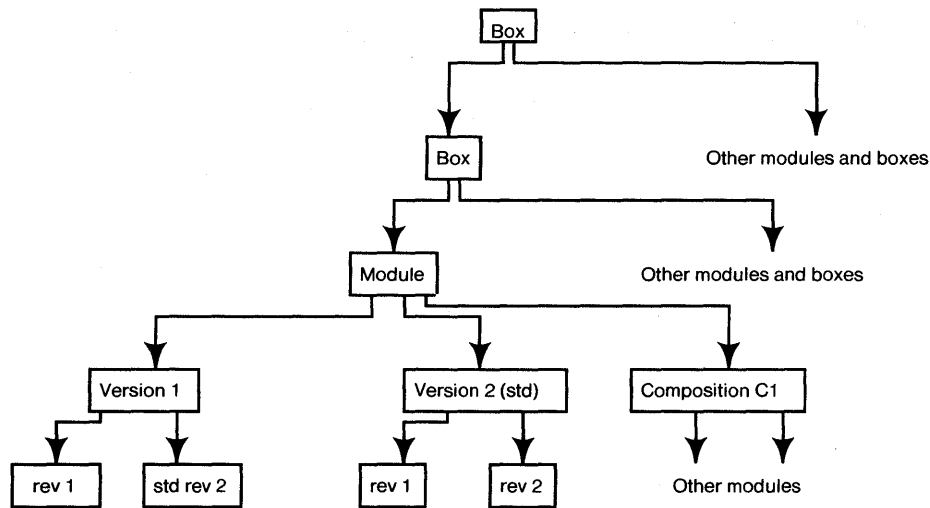 Box
Box
Other modules and boxes
Module
Other modules and boxes
Version 1
Version 2 (std)
Composition C1
rev 1
std rev 2
rev 1
rev 2
Other modules